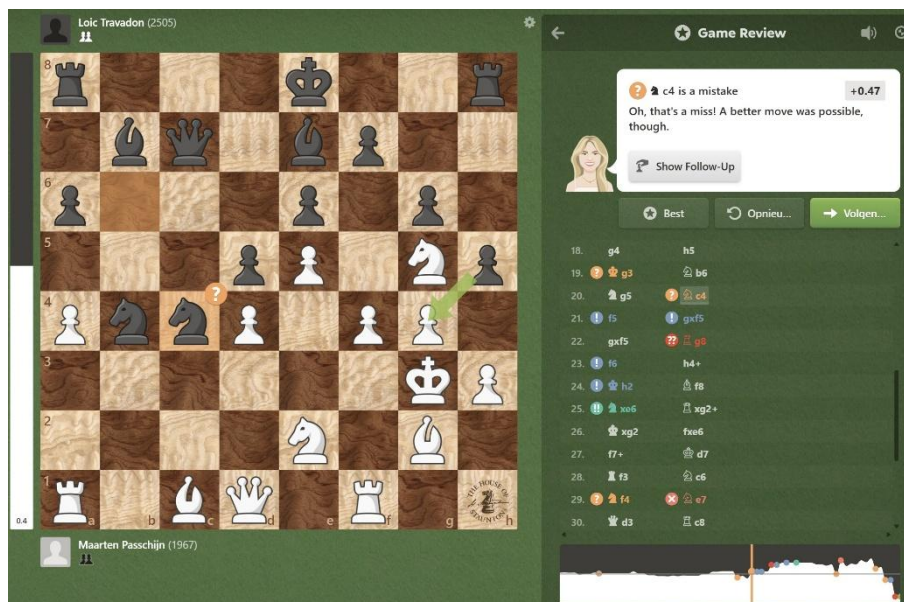 Loic Travadon (2505)
8
7
6
5
4
3
2
1
a
b
c
d
e
f
g
h
?
THE HOUSE OF
STAUNTON
0.4
Maarten Passchijn (1967)
Game Review
? c4 is a mistake
+0.47
Oh, that's a miss! A better move was possible,
though.
Show Follow-Up
Best
Opnieu...
Volgen...
18. g4 h5
19. ? g3 b6
20. g5 ? c4
21. ! f5 ! gxf5
22. gxf5 ?? g8
23. ! f6 h4+
24. ! h2 f8
25. !! xe6 xg2+
26. xg2 fxe6
27. f7+ d7
28. f3 c6
29. ? f4 e7
30. d3 c8